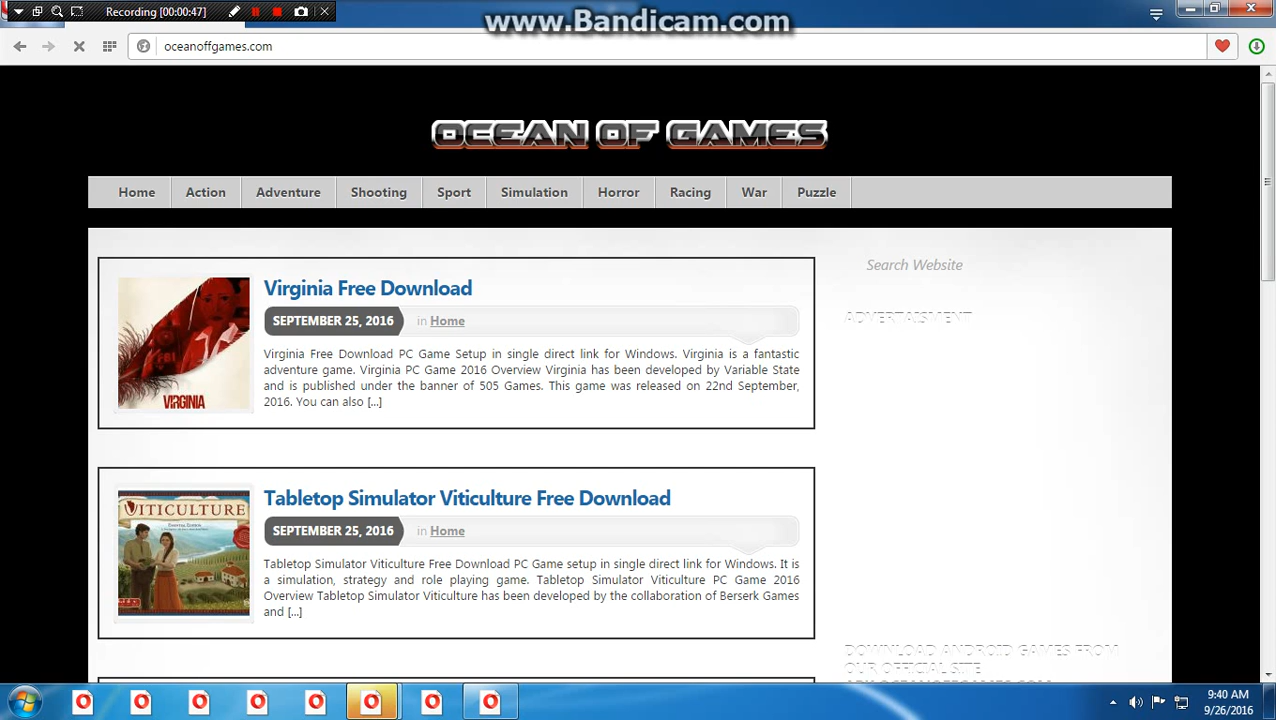 Recording [00:00:47]
www.Bandicam.com
oceanoffgames.com
OCEAN OF GAMES
Home Action Adventure Shooting Sport Simulation Horror Racing War Puzzle
Search Website
Virginia Free Download
SEPTEMBER 25, 2016 in Home
ADVERTAISMENT
Virginia Free Download PC Game Setup in single direct link for Windows. Virginia is a fantastic
adventure game. Virginia PC Game 2016 Overview Virginia has been developed by Variable State
and is published under the banner of 505 Games. This game was released on 22nd September,
2016. You can also [...]
VIRGINIA
Tabletop Simulator Viticulture Free Download
VITICULTURE
SEPTEMBER 25, 2016 in Home
Tabletop Simulator Viticulture Free Download PC Game setup in single direct link for Windows. It is
a simulation, strategy and role playing game. Tabletop Simulator Viticulture PC Game 2016
Overview Tabletop Simulator Viticulture has been developed by the collaboration of Berserk Games
and [...]
DOWNLOAD ANDROID GAMES FROM
OUR OFFICIAL SITE
9:40 AM
9/26/2016